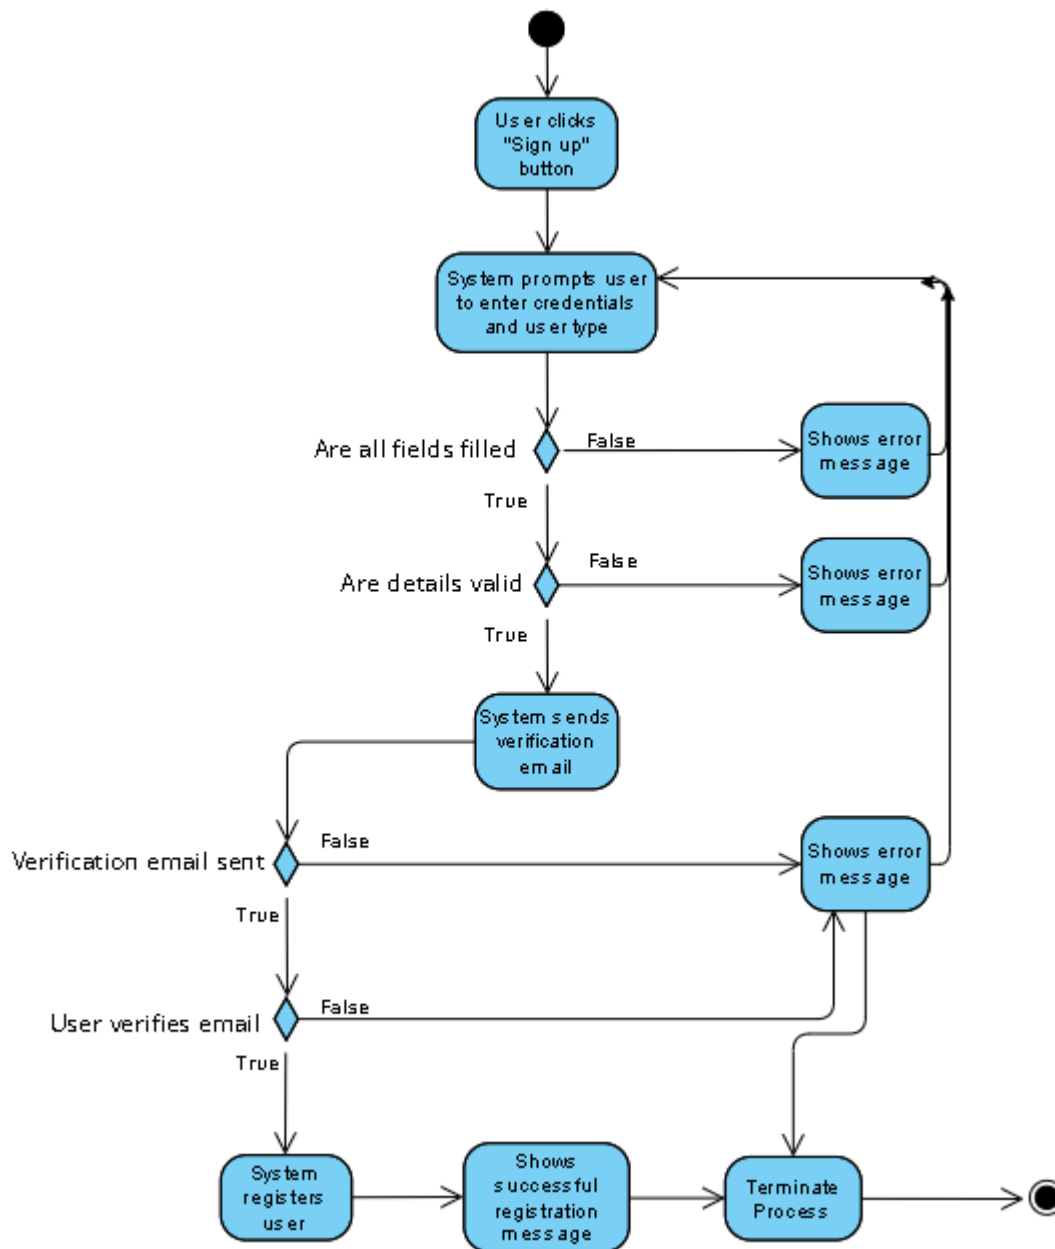 User clicks
"Sign up"
button
System prompts user
to enter credentials
and user type
Are all fields filled
False
Shows error
message
True
Are details valid
False
Shows error
message
True
System sends
verification
email
Verification email sent
False
Shows error
message
True
User verifies email
False
True
System
registers
user
Shows
successful
registration
message
Terminate
Process